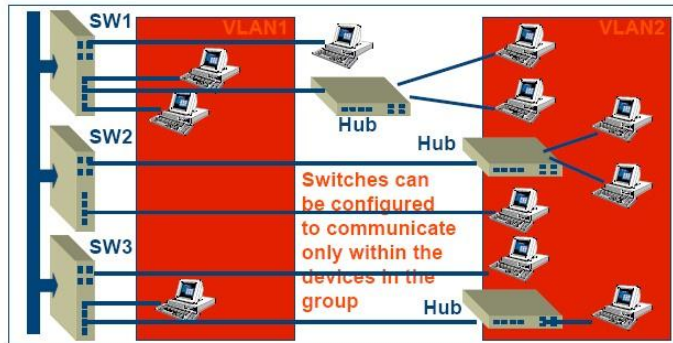 SW1
VLAN1
VLAN2
Hub
SW2
Hub
Switches can
be configured
to communicate
only within the
devices in the
group
SW3
Hub